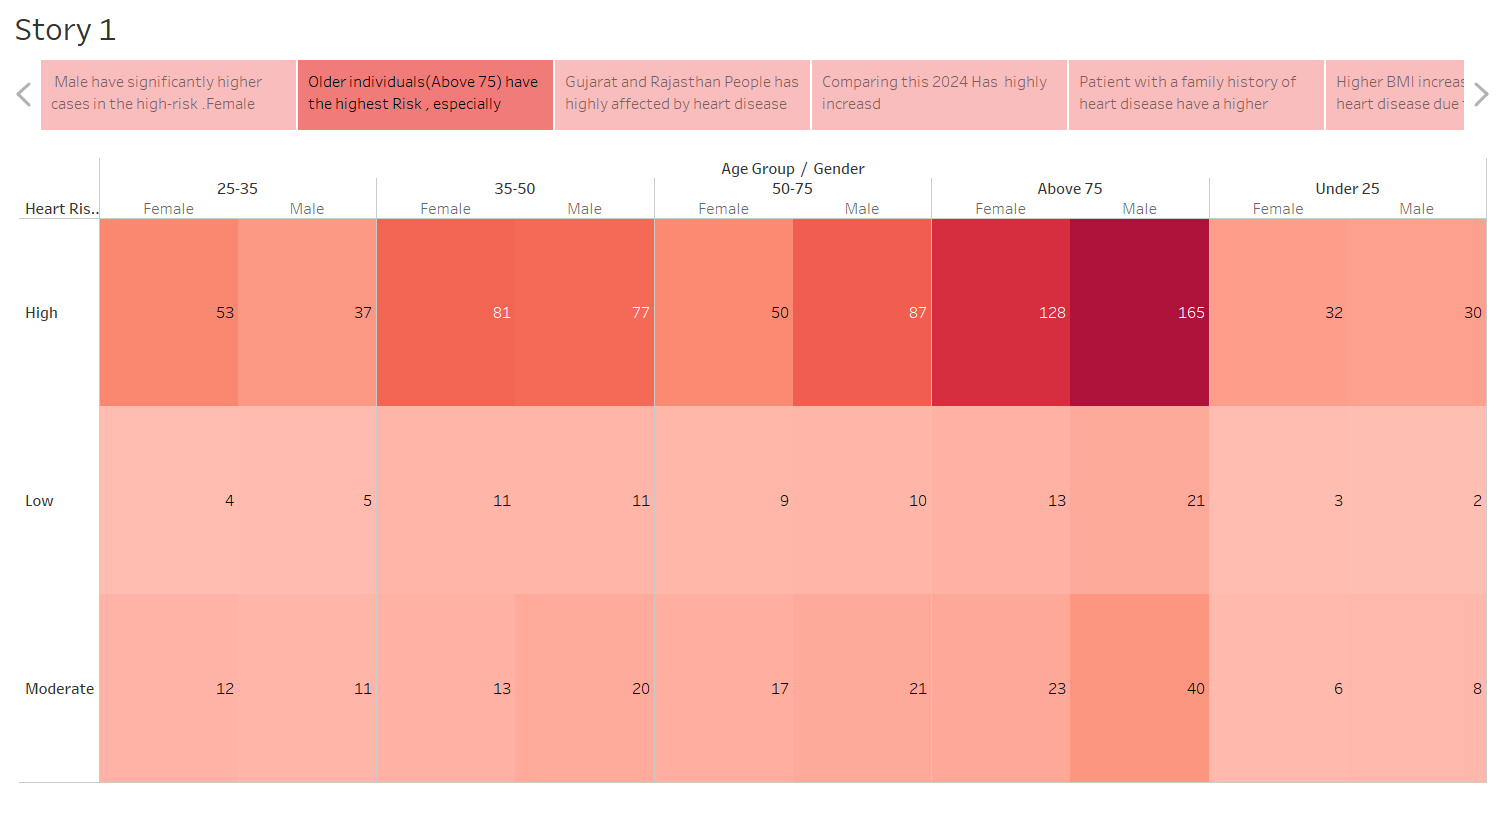 Story 1
Male have significantly higher
cases in the high-risk .Female
Older individuals(Above 75) have
the highest Risk , especially
Gujarat and Rajasthan People has
highly affected by heart disease
Comparing this 2024 Has  highly
increasd
Patient with a family history of
heart disease have a higher
Higher BMI increas
heart disease due
Age Group / Gender
25-35 35-50 50-75 Above 75 Under 25
Heart Ris.. Female Male Female Male Female Male Female Male Female Male
High 53 37 81 77 50 87 128 165 32 30
Low 4 5 11 11 9 10 13 21 3 2
Moderate 12 11 13 20 17 21 23 40 6 8